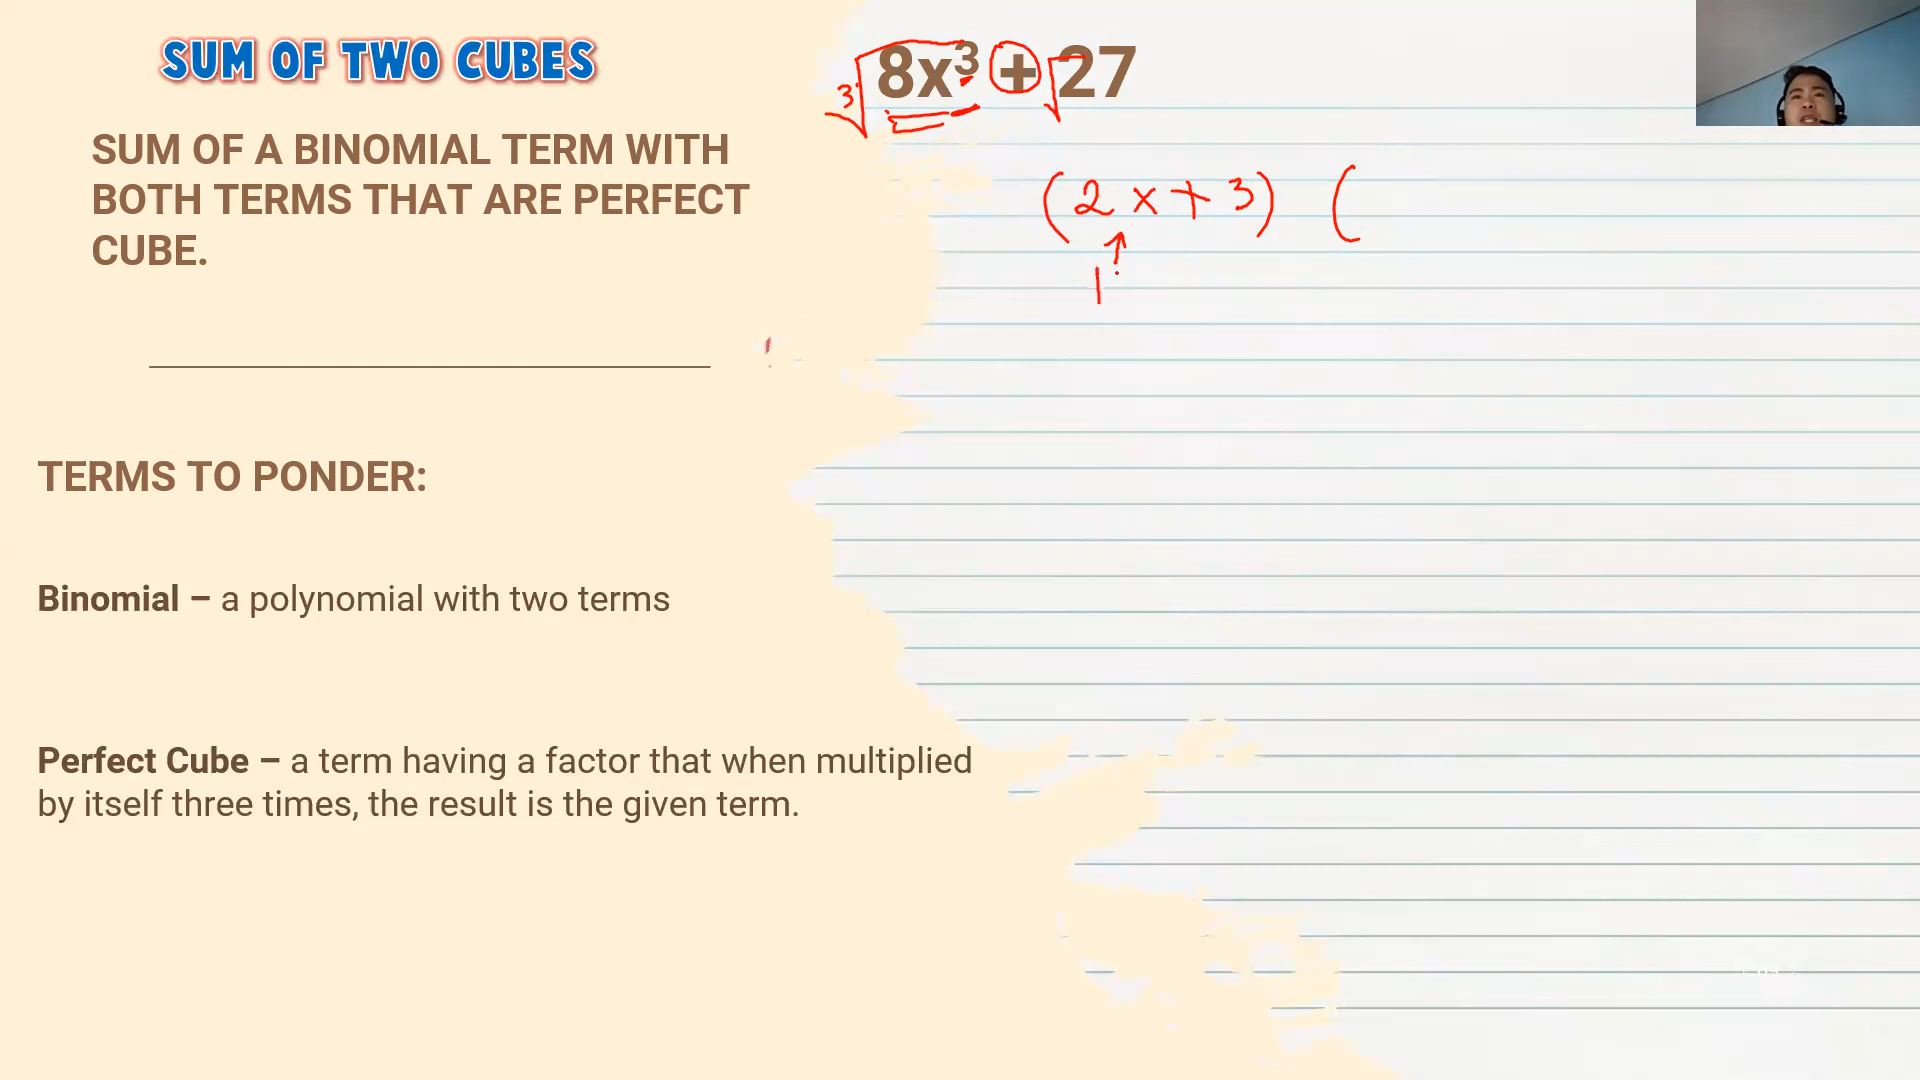 SUM OF TWO CUBES
SUM OF A BINOMIAL TERM WITH
BOTH TERMS THAT ARE PERFECT
CUBE.
TERMS TO PONDER:
Binomial – a polynomial with two terms
Perfect Cube – a term having a factor that when multiplied
by itself three times, the result is the given term.
³√8x³ + √27
(2x+3) (
↑
1